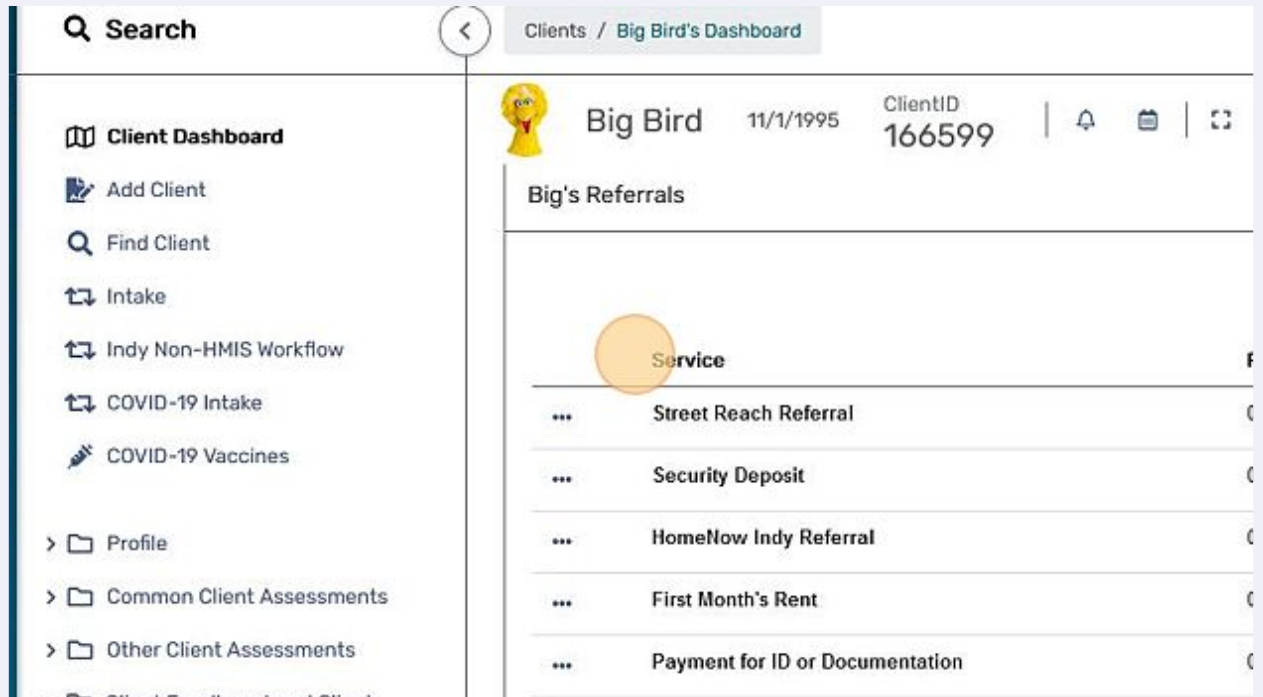 Search
Clients / Big Bird's Dashboard
Client Dashboard
Add Client
Find Client
Intake
Indy Non-HMIS Workflow
COVID-19 Intake
COVID-19 Vaccines
Profile
Common Client Assessments
Other Client Assessments
Big Bird 11/1/1995 ClientID 166599
Big's Referrals
Service
Street Reach Referral
Security Deposit
HomeNow Indy Referral
First Month's Rent
Payment for ID or Documentation